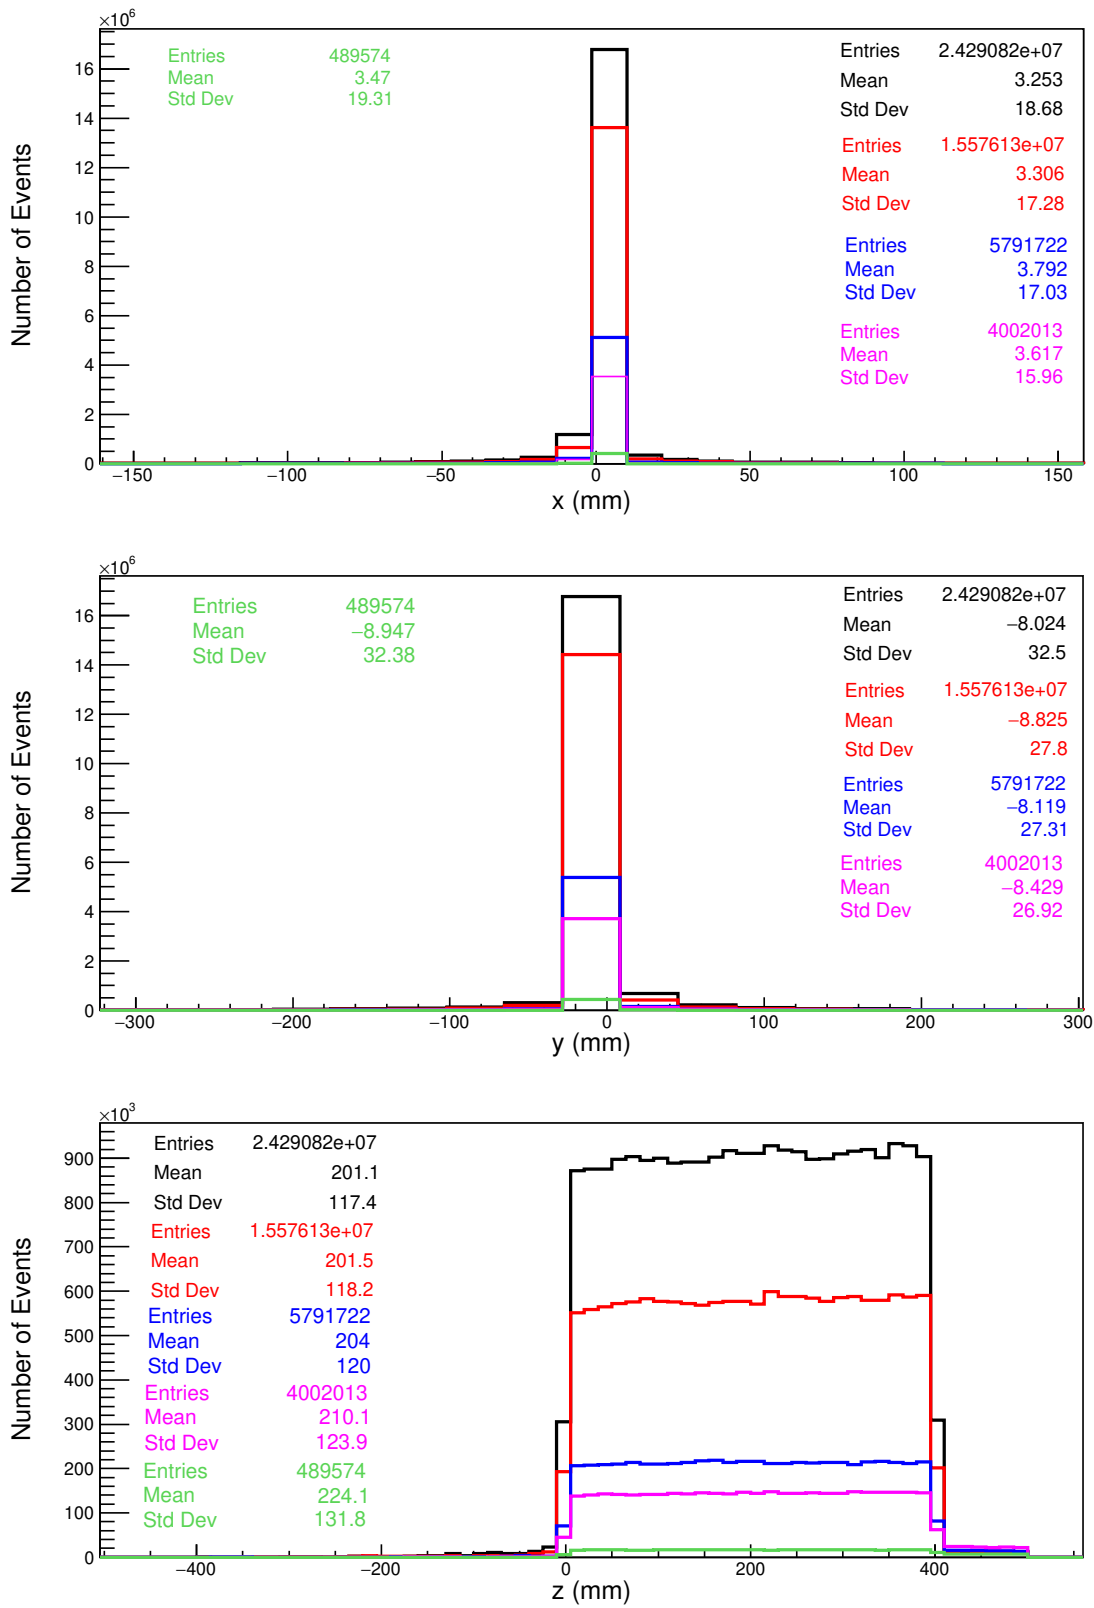 ×10⁶
Entries 489574
Mean 3.47
Std Dev 19.31
Entries 2.429082e+07
Mean 3.253
Std Dev 18.68
Entries 1.557613e+07
Mean 3.306
Std Dev 17.28
Entries 5791722
Mean 3.792
Std Dev 17.03
Entries 4002013
Mean 3.617
Std Dev 15.96
Number of Events
16
14
12
10
8
6
4
2
0
−150 −100 −50 0 50 100 150
x (mm)
×10⁶
Entries 489574
Mean −8.947
Std Dev 32.38
Entries 2.429082e+07
Mean −8.024
Std Dev 32.5
Entries 1.557613e+07
Mean −8.825
Std Dev 27.8
Entries 5791722
Mean −8.119
Std Dev 27.31
Entries 4002013
Mean −8.429
Std Dev 26.92
Number of Events
16
14
12
10
8
6
4
2
0
−300 −200 −100 0 100 200 300
y (mm)
×10³
Entries 2.429082e+07
Mean 201.1
Std Dev 117.4
Entries 1.557613e+07
Mean 201.5
Std Dev 118.2
Entries 5791722
Mean 204
Std Dev 120
Entries 4002013
Mean 210.1
Std Dev 123.9
Entries 489574
Mean 224.1
Std Dev 131.8
Number of Events
900
800
700
600
500
400
300
200
100
0
−400 −200 0 200 400
z (mm)